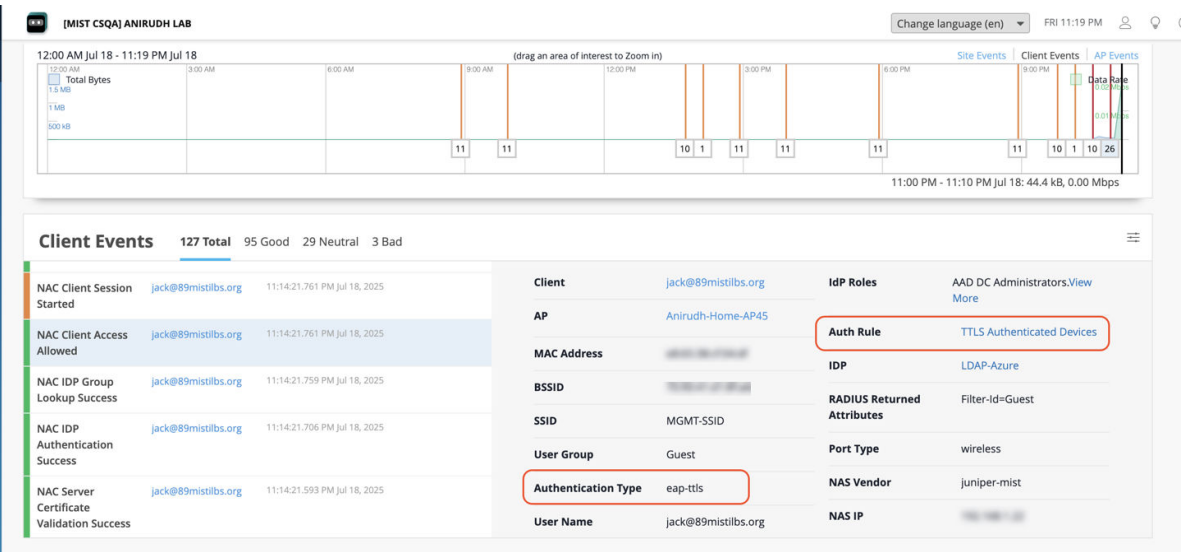 [MIST CSQA] ANIRUDH LAB
Change language (en)
FRI 11:19 PM
12:00 AM Jul 18 - 11:19 PM Jul 18
(drag an area of interest to Zoom in)
Site Events | Client Events | AP Events
12:00 AM 3:00 AM 6:00 AM 9:00 AM 12:00 PM 3:00 PM 6:00 PM 9:00 PM
Total Bytes
Data Rate
1.5 MB
0.02 Mbps
1 MB
0.01 Mbps
500 kB
11 11 10 1 11 11 11 11 10 1 10 26
11:00 PM - 11:10 PM Jul 18: 44.4 kB, 0.00 Mbps
Client Events 127 Total 95 Good 29 Neutral 3 Bad
NAC Client Session Started jack@89mistilbs.org 11:14:21.761 PM Jul 18, 2025
NAC Client Access Allowed jack@89mistilbs.org 11:14:21.761 PM Jul 18, 2025
NAC IDP Group Lookup Success jack@89mistilbs.org 11:14:21.759 PM Jul 18, 2025
NAC IDP Authentication Success jack@89mistilbs.org 11:14:21.706 PM Jul 18, 2025
NAC Server Certificate Validation Success jack@89mistilbs.org 11:14:21.593 PM Jul 18, 2025
Client jack@89mistilbs.org
AP Anirudh-Home-AP45
MAC Address
BSSID
SSID MGMT-SSID
User Group Guest
Authentication Type eap-ttls
User Name jack@89mistilbs.org
IdP Roles AAD DC Administrators.View More
Auth Rule TTLS Authenticated Devices
IDP LDAP-Azure
RADIUS Returned Attributes Filter-Id=Guest
Port Type wireless
NAS Vendor juniper-mist
NAS IP